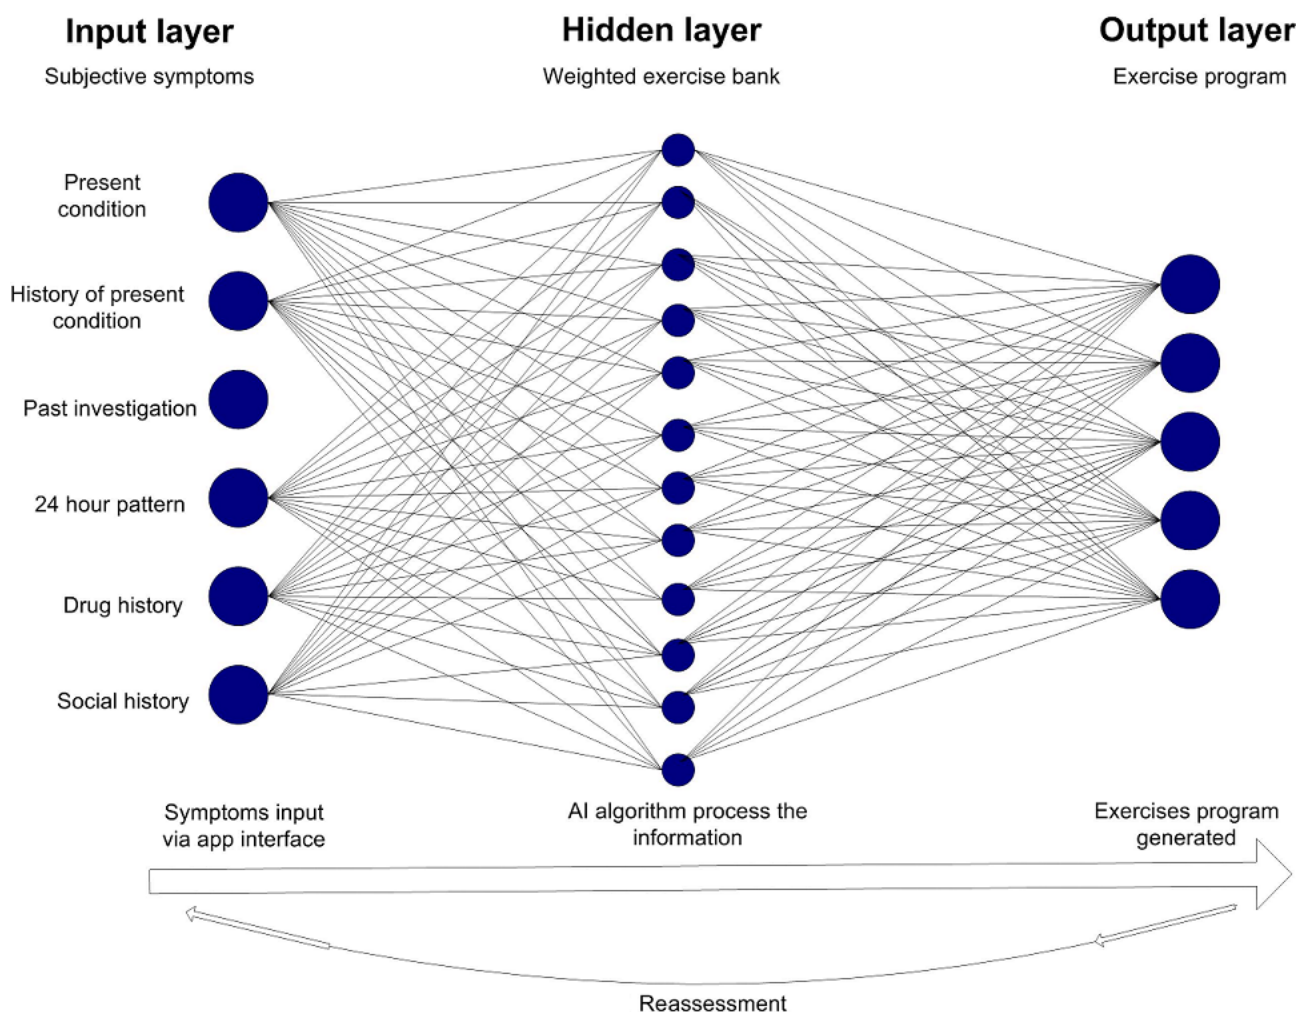 Input layer
Hidden layer
Output layer
Subjective symptoms
Weighted exercise bank
Exercise program
Present
condition
History of present
condition
Past investigation
24 hour pattern
Drug history
Social history
Symptoms input
via app interface
AI algorithm process the
information
Exercises program
generated
Reassessment